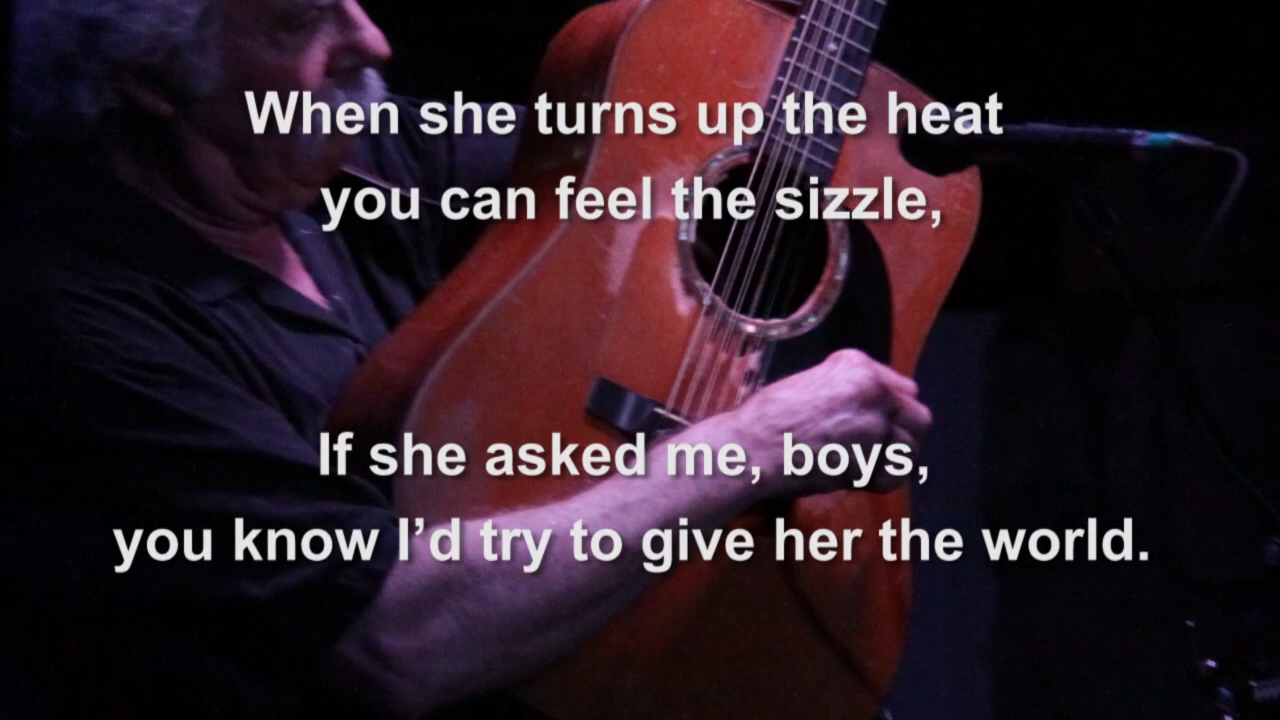 When she turns up the heat
you can feel the sizzle,
If she asked me, boys,
you know I’d try to give her the world.